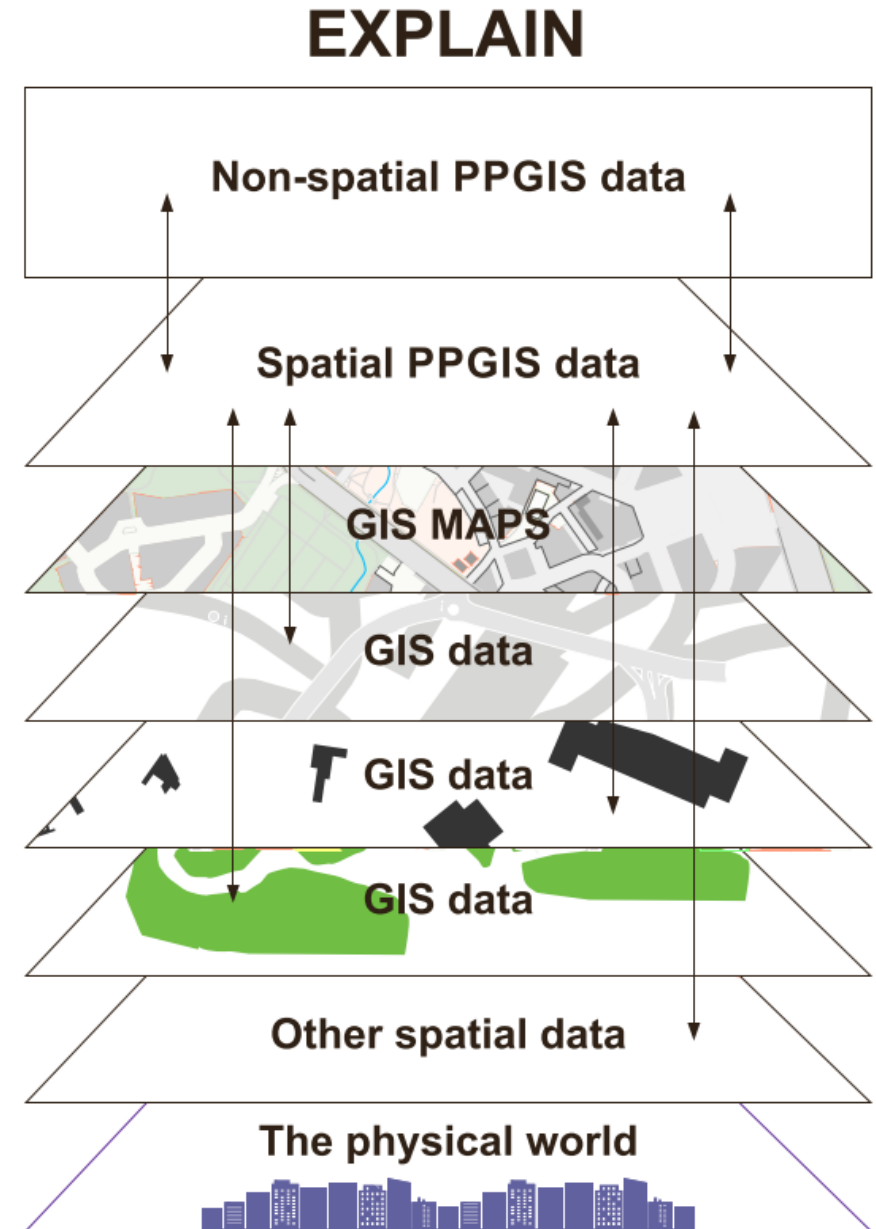 EXPLAIN
Non-spatial PPGIS data
Spatial PPGIS data
GIS MAPS
GIS data
GIS data
GIS data
Other spatial data
The physical world